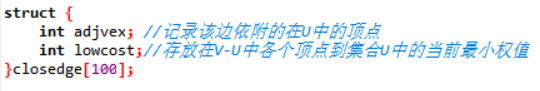 struct {
int adjvex; //记录该边依附的在U中的顶点
int lowcost;//存放在V-U中各个顶点到集合U中的当前最小权值
}closedge[100];